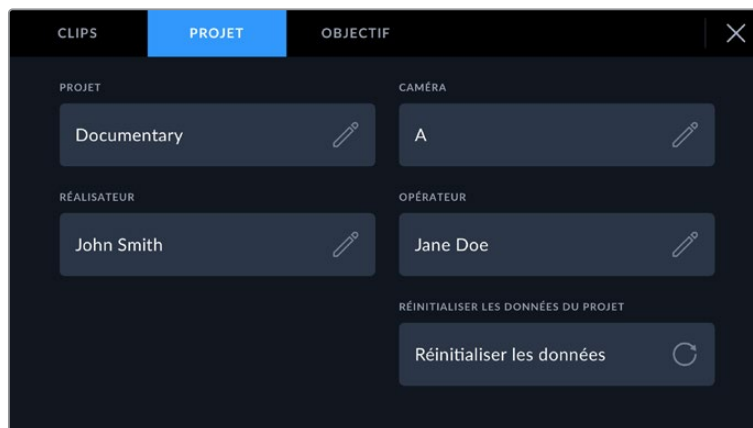 CLIPS PROJET OBJECTIF
PROJET CAMÉRA
Documentary A
RÉALISATEUR OPÉRATEUR
John Smith Jane Doe
RÉINITIALISER LES DONNÉES DU PROJET
Réinitialiser les données